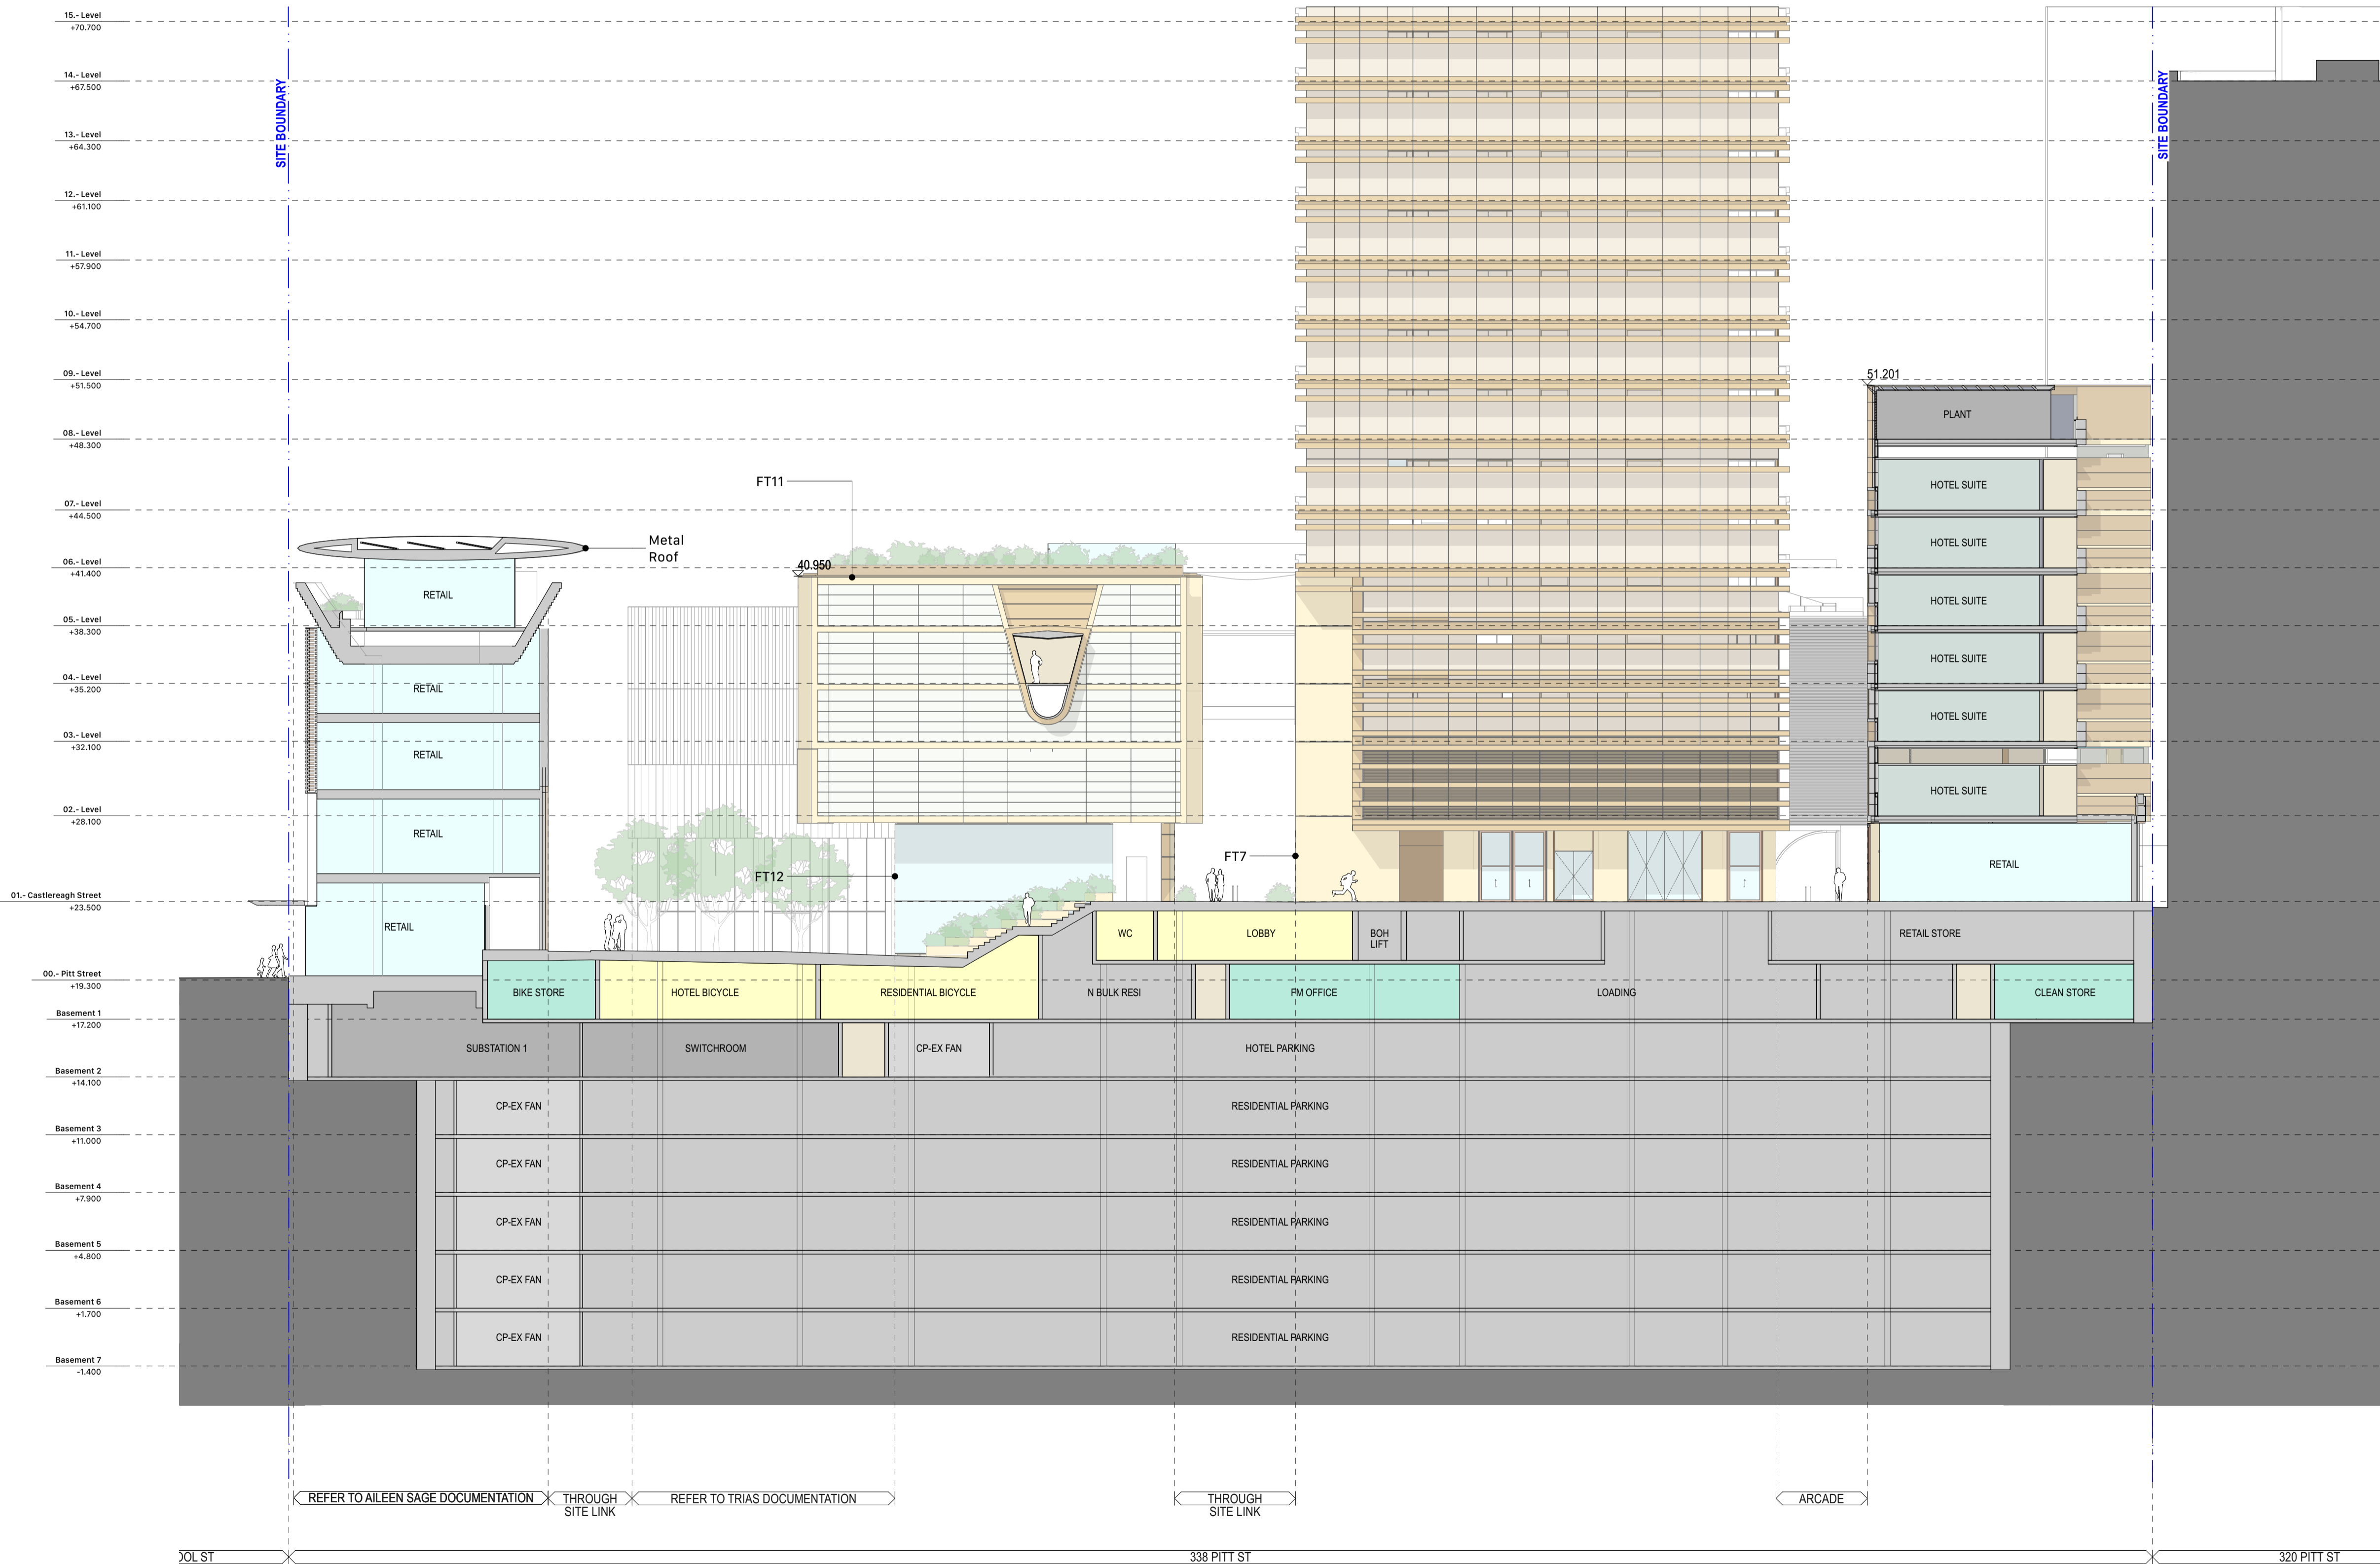 15.- Level
+70.700
14.- Level
+67.500
13.- Level
+64.300
12.- Level
+61.100
11.- Level
+57.900
10.- Level
+54.700
09.- Level
+51.500
08.- Level
+48.300
07.- Level
+44.500
06.- Level
+41.400
05.- Level
+38.300
04.- Level
+35.200
03.- Level
+32.100
02.- Level
+28.100
01.- Castlereagh Street
+23.500
00.- Pitt Street
+19.300
Basement 1
+17.200
Basement 2
+14.100
Basement 3
+11.000
Basement 4
+7.900
Basement 5
+4.800
Basement 6
+1.700
Basement 7
-1.400
SITE BOUNDARY
SITE BOUNDARY
51.201
PLANT
FT11
HOTEL SUITE
Metal
Roof
HOTEL SUITE
40.950
RETAIL
HOTEL SUITE
RETAIL
HOTEL SUITE
HOTEL SUITE
RETAIL
HOTEL SUITE
RETAIL
FT7
RETAIL
FT12
RETAIL
WC
LOBBY
BOH
LIFT
RETAIL STORE
BIKE STORE
HOTEL BICYCLE
RESIDENTIAL BICYCLE
N BULK RESI
FM OFFICE
LOADING
CLEAN STORE
SUBSTATION 1
SWITCHROOM
CP-EX FAN
HOTEL PARKING
CP-EX FAN
RESIDENTIAL PARKING
CP-EX FAN
RESIDENTIAL PARKING
CP-EX FAN
RESIDENTIAL PARKING
CP-EX FAN
RESIDENTIAL PARKING
CP-EX FAN
RESIDENTIAL PARKING
REFER TO AILEEN SAGE DOCUMENTATION
THROUGH
SITE LINK
REFER TO TRIAS DOCUMENTATION
THROUGH
SITE LINK
ARCADE
OOL ST
338 PITT ST
320 PITT ST